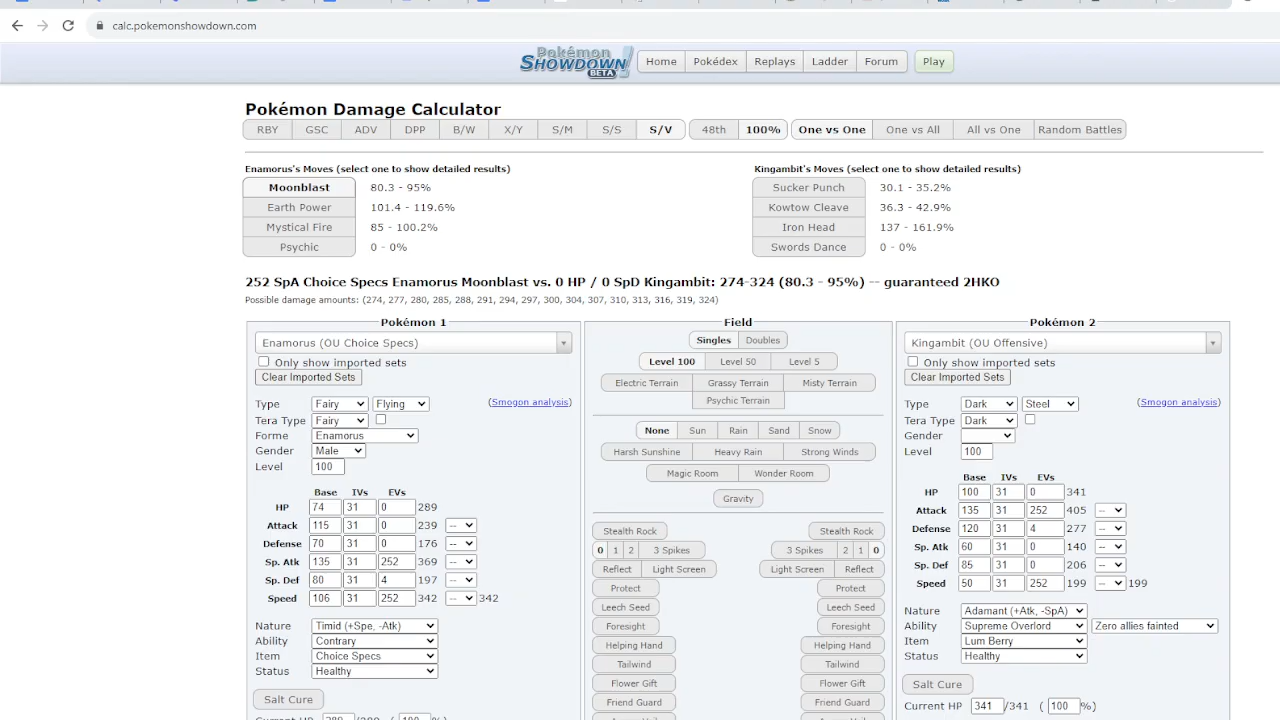 calc.pokemonshowdown.com
Pokémon SHOWDOWN! BETA Home Pokédex Replays Ladder Forum Play
Pokémon Damage Calculator
RBY GSC ADV DPP B/W X/Y S/M S/S S/V 48th 100% One vs One One vs All All vs One Random Battles
Enamorus's Moves (select one to show detailed results) Kingambit's Moves (select one to show detailed results)
Moonblast 80.3 - 95% Sucker Punch 30.1 - 35.2%
Earth Power 101.4 - 119.6% Kowtow Cleave 36.3 - 42.9%
Mystical Fire 85 - 100.2% Iron Head 137 - 161.9%
Psychic 0 - 0% Swords Dance 0 - 0%
252 SpA Choice Specs Enamorus Moonblast vs. 0 HP / 0 SpD Kingambit: 274-324 (80.3 - 95%) -- guaranteed 2HKO
Possible damage amounts: (274, 277, 280, 285, 288, 291, 294, 297, 300, 304, 307, 310, 313, 316, 319, 324)
Pokémon 1
Enamorus (OU Choice Specs)
Only show imported sets
Clear Imported Sets
Type Fairy Flying (Smogon analysis)
Tera Type Fairy
Forme Enamorus
Gender Male
Level 100
Base IVs EVs
HP 74 31 0 289
Attack 115 31 0 239 --
Defense 70 31 0 176 --
Sp. Atk 135 31 252 369 --
Sp. Def 80 31 4 197 --
Speed 106 31 252 342 -- 342
Nature Timid (+Spe, -Atk)
Ability Contrary
Item Choice Specs
Status Healthy
Salt Cure
Field
Singles Doubles
Level 100 Level 50 Level 5
Electric Terrain Grassy Terrain Misty Terrain
Psychic Terrain
None Sun Rain Sand Snow
Harsh Sunshine Heavy Rain Strong Winds
Magic Room Wonder Room
Gravity
Stealth Rock Stealth Rock
0 1 2 3 Spikes 3 Spikes 2 1 0
Reflect Light Screen Light Screen Reflect
Protect Protect
Leech Seed Leech Seed
Foresight Foresight
Helping Hand Helping Hand
Tailwind Tailwind
Flower Gift Flower Gift
Friend Guard Friend Guard
Pokémon 2
Kingambit (OU Offensive)
Only show imported sets
Clear Imported Sets
Type Dark Steel (Smogon analysis)
Tera Type Dark
Gender
Level 100
Base IVs EVs
HP 100 31 0 341
Attack 135 31 252 405 --
Defense 120 31 4 277 --
Sp. Atk 60 31 0 140 --
Sp. Def 85 31 0 206 --
Speed 50 31 252 199 -- 199
Nature Adamant (+Atk, -SpA)
Ability Supreme Overlord Zero allies fainted
Item Lum Berry
Status Healthy
Salt Cure
Current HP 341 /341 ( 100 %)